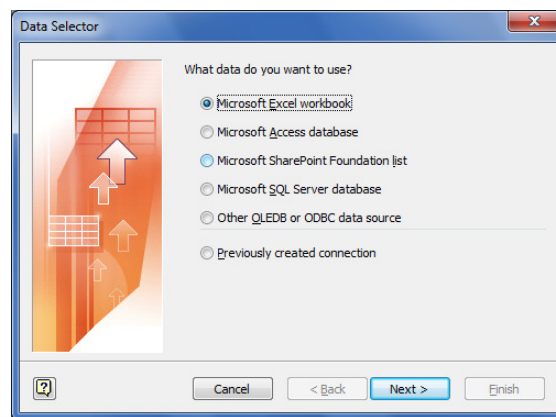 Data Selector
What data do you want to use?
Microsoft Excel workbook
Microsoft Access database
Microsoft SharePoint Foundation list
Microsoft SQL Server database
Other OLEDB or ODBC data source
Previously created connection
Cancel
< Back
Next >
Finish